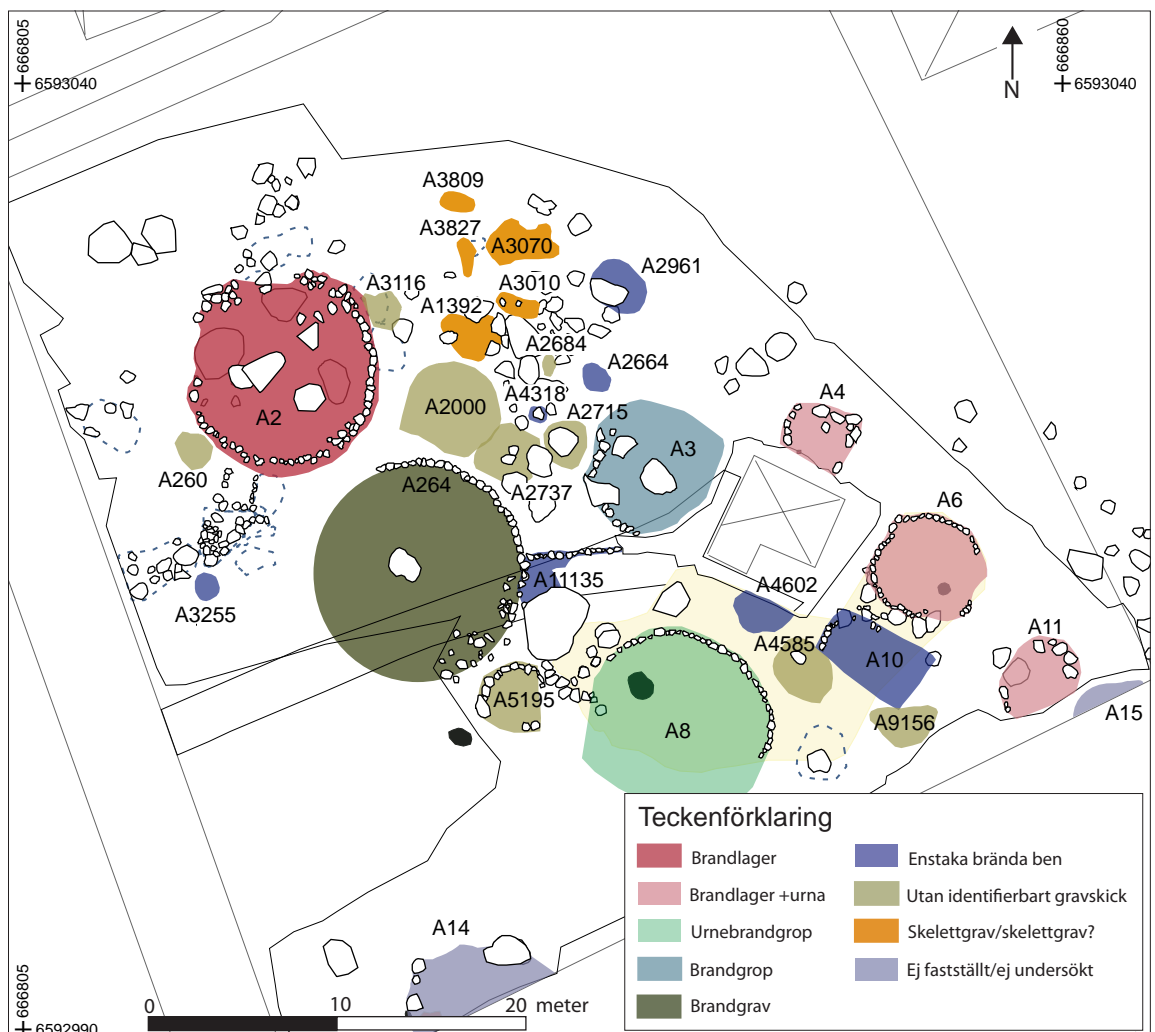 666805
6593040
666860
6593040
N
A3809
A3827
A3070
A2961
A3116
A3010
A1392
A2684
A2664
A4318
A2
A2000
A2715
A4
A3
A260
A264
A2737
A6
A11135
A4602
A3255
A4585
A11
A10
A5195
A15
A8
A9156
A14
Teckenförklaring
Brandlager
Brandlager +urna
Urnebrandgrop
Brandgrop
Brandgrav
Enstaka brända ben
Utan identifierbart gravskick
Skelettgrav/skelettgrav?
Ej fastställt/ej undersökt
666805
6592990
0 10 20 meter